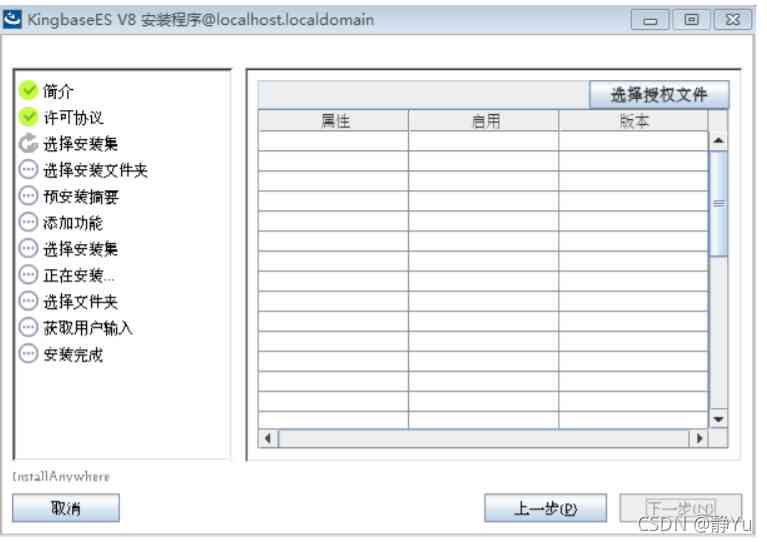 KingbaseES V8 安装程序@localhost.localdomain
简介
许可协议
选择安装集
选择安装文件夹
预安装摘要
添加功能
选择安装集
正在安装...
选择文件夹
获取用户输入
安装完成
选择授权文件
属性 启用 版本
InstallAnywhere
取消 上一步(P) 下一步(N)
CSDN @静Yu